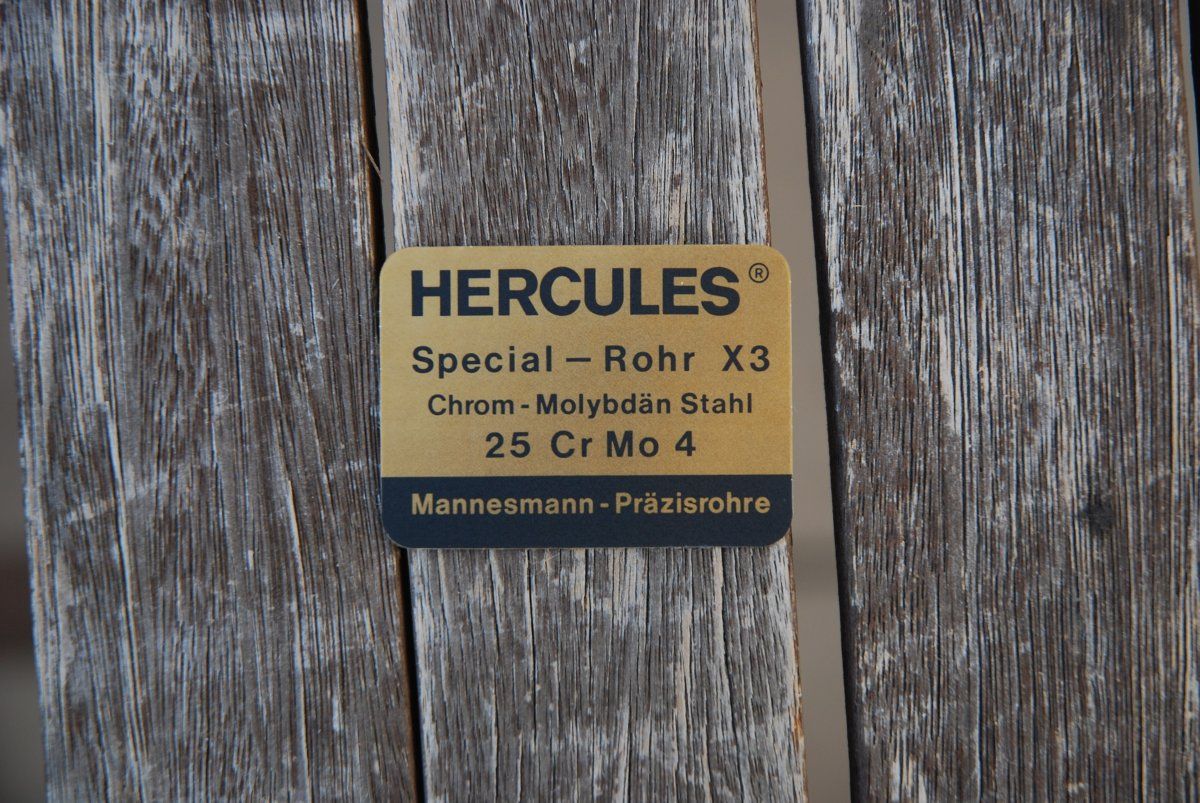 HERCULES ®
Special – Rohr X3
Chrom - Molybdän Stahl
25 Cr Mo 4
Mannesmann - Präzisrohre